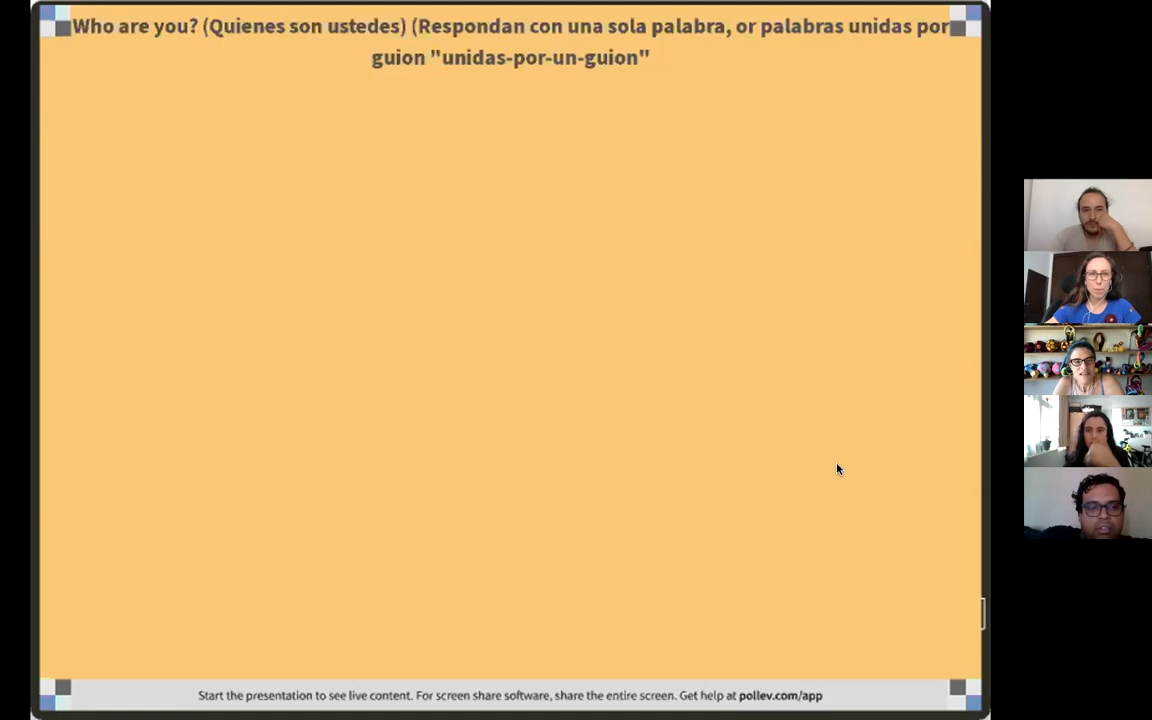 Who are you? (Quienes son ustedes) (Respondan con una sola palabra, or palabras unidas por
guion "unidas-por-un-guion"
Start the presentation to see live content. For screen share software, share the entire screen. Get help at pollev.com/app